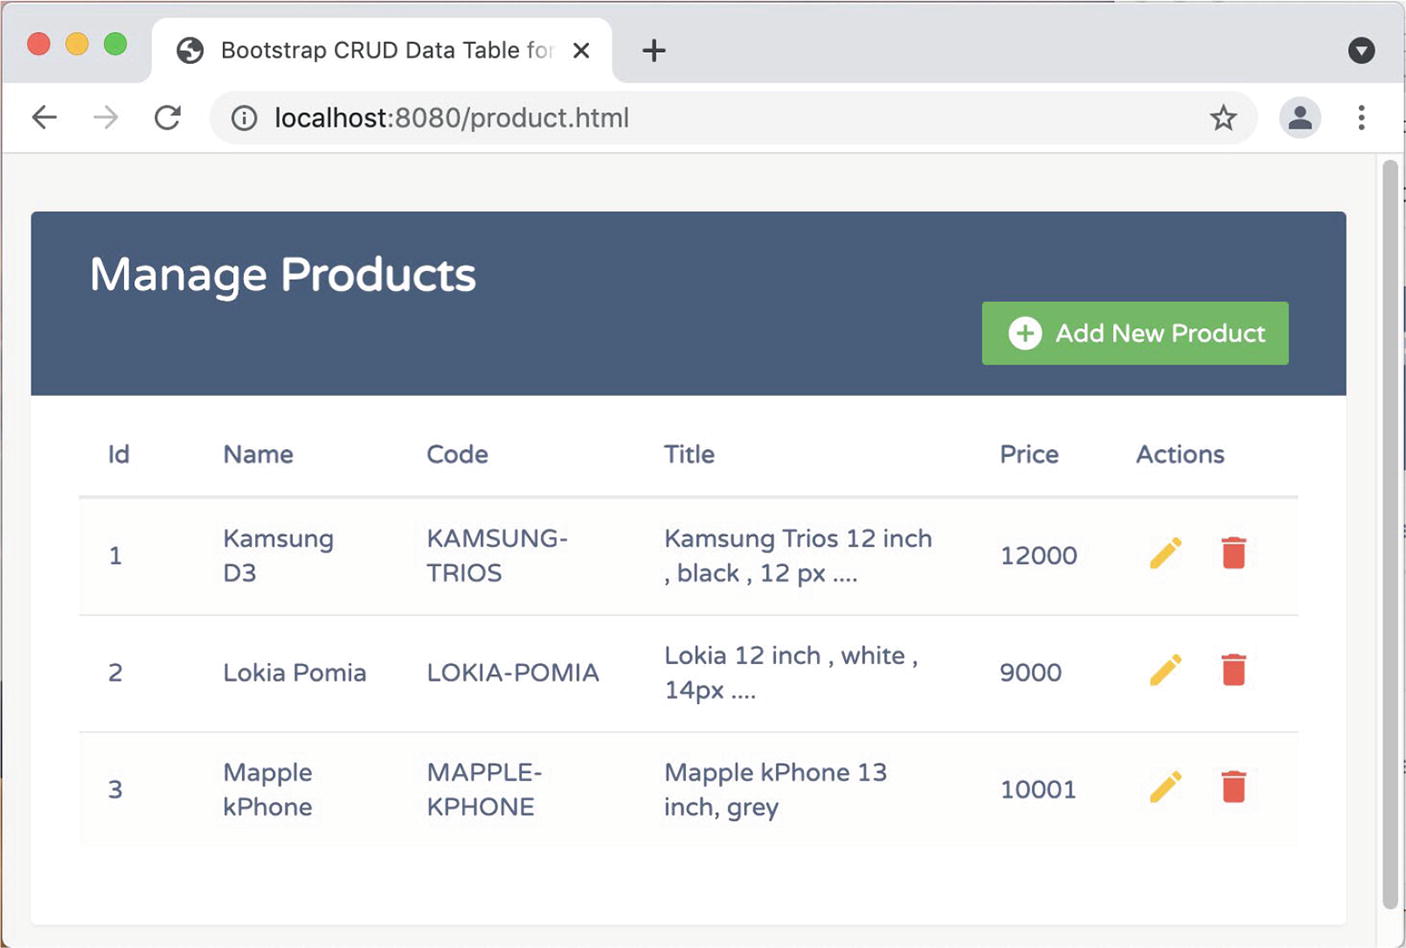 Bootstrap CRUD Data Table for
localhost:8080/product.html
Manage Products
Add New Product
Id Name Code Title Price Actions
1 Kamsung D3 KAMSUNG-TRIOS Kamsung Trios 12 inch , black , 12 px .... 12000
2 Lokia Pomia LOKIA-POMIA Lokia 12 inch , white , 14px .... 9000
3 Mapple kPhone MAPPLE-KPHONE Mapple kPhone 13 inch, grey 10001